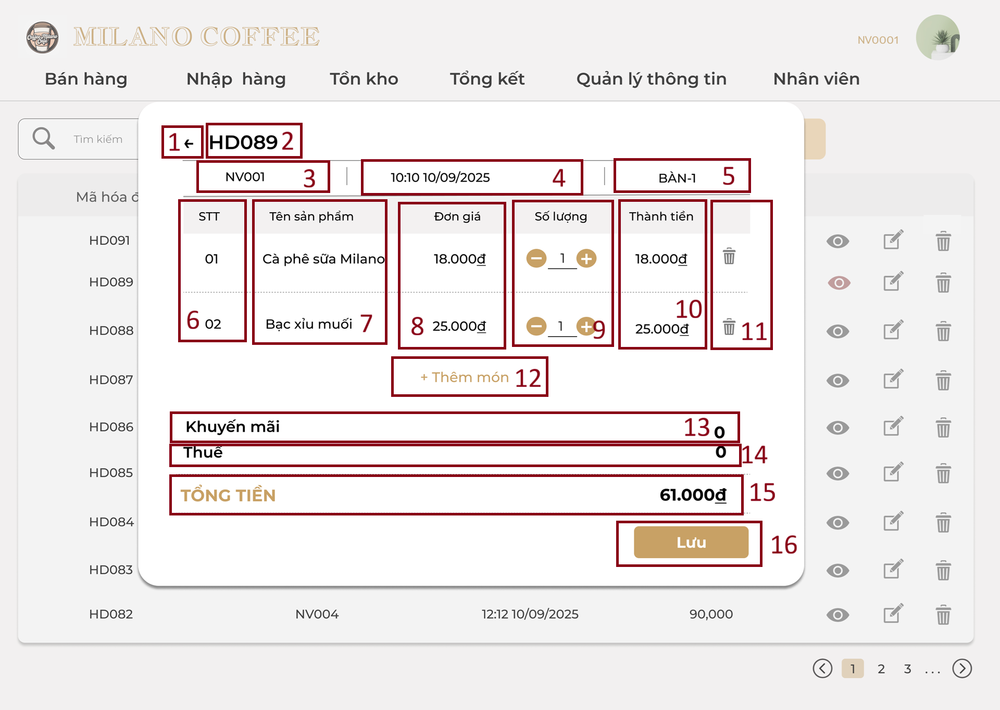 Coffee Milano
Cafe
MILANO COFFEE
NV0001
Bán hàng
Nhập hàng
Tồn kho
Tổng kết
Quản lý thông tin
Nhân viên
Tìm kiếm
1 ← HD089 2
NV001 3
10:10 10/09/2025 4
BÀN-1 5
Mã hóa đ
STT
Tên sản phẩm
Đơn giá
Số lượng
Thành tiền
01
Cà phê sữa Milano
18.000đ
− 1 +
18.000đ
6 02
Bạc xỉu muối 7
8 25.000đ
− 1 + 9
10
25.000đ
11
+ Thêm món 12
Khuyến mãi 13 0
Thuế 0 14
TỔNG TIỀN 61.000đ 15
Lưu 16
HD091
HD089
HD088
HD087
HD086
HD085
HD084
HD083
HD082 NV004 12:12 10/09/2025 90,000
1 2 3 ...